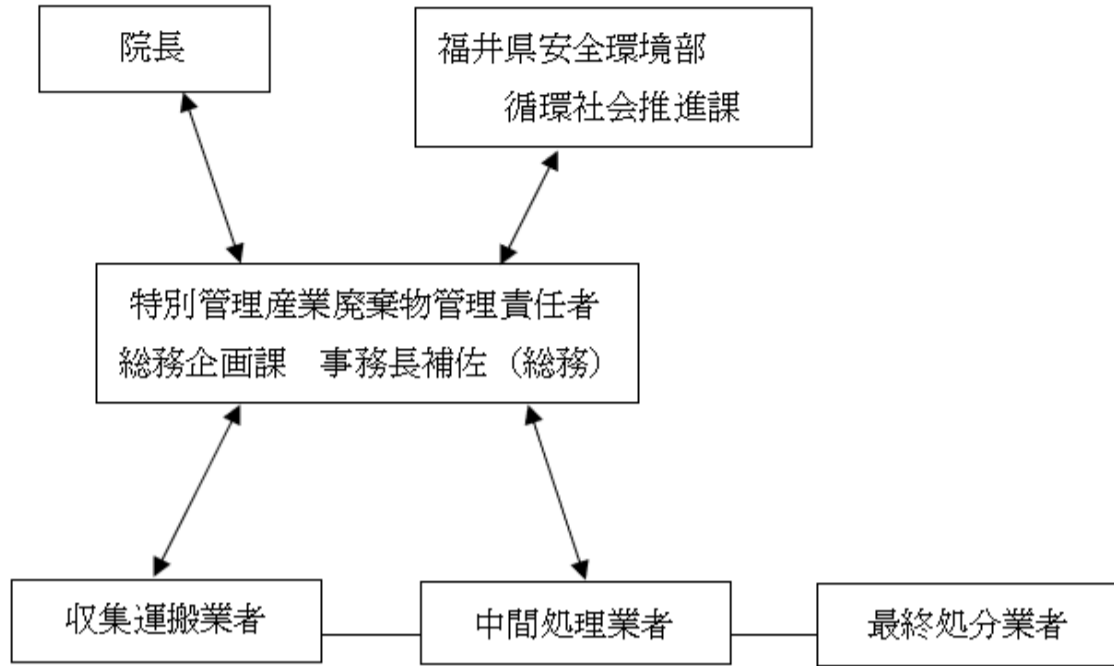 院長
福井県安全環境部
循環社会推進課
特別管理産業廃棄物管理責任者
総務企画課　事務長補佐（総務）
収集運搬業者
中間処理業者
最終処分業者